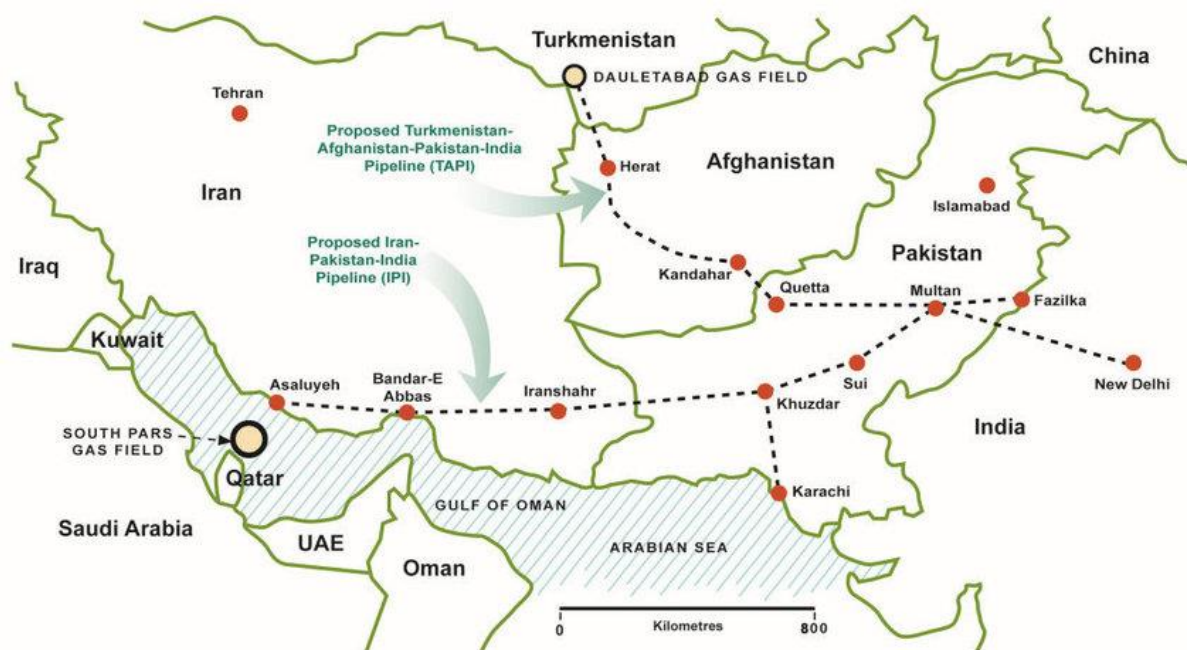 Turkmenistan
China
DAULETABAD GAS FIELD
Tehran
Proposed Turkmenistan-
Afghanistan-Pakistan-India
Pipeline (TAPI)
Herat
Afghanistan
Iran
Islamabad
Proposed Iran-
Pakistan-India
Pipeline (IPI)
Iraq
Kandahar
Pakistan
Quetta
Multan
Fazilka
Kuwait
Asaluyeh
Bandar-E
Abbas
Iranshahr
Khuzdar
Sui
New Delhi
SOUTH PARS
GAS FIELD
Qatar
India
GULF OF OMAN
Karachi
Saudi Arabia
UAE
Oman
ARABIAN SEA
0
Kilometres
800